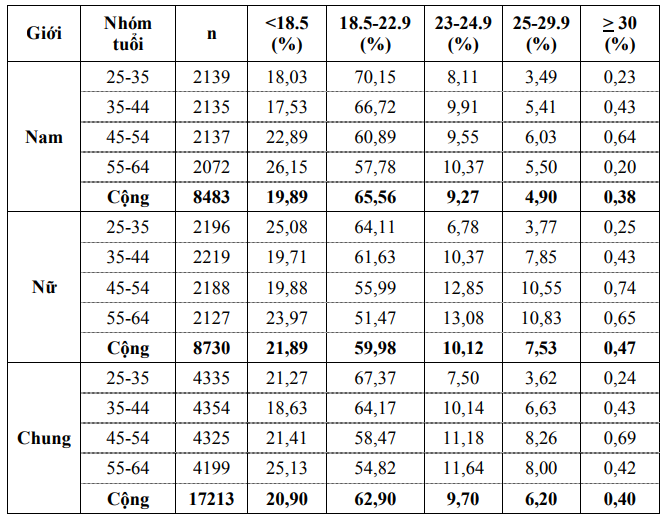 Giới Nhóm tuổi n <18.5 (%) 18.5-22.9 (%) 23-24.9 (%) 25-29.9 (%) ≥ 30 (%)
Nam
25-35 2139 18,03 70,15 8,11 3,49 0,23
35-44 2135 17,53 66,72 9,91 5,41 0,43
45-54 2137 22,89 60,89 9,55 6,03 0,64
55-64 2072 26,15 57,78 10,37 5,50 0,20
Cộng 8483 19,89 65,56 9,27 4,90 0,38
Nữ
25-35 2196 25,08 64,11 6,78 3,77 0,25
35-44 2219 19,71 61,63 10,37 7,85 0,43
45-54 2188 19,88 55,99 12,85 10,55 0,74
55-64 2127 23,97 51,47 13,08 10,83 0,65
Cộng 8730 21,89 59,98 10,12 7,53 0,47
Chung
25-35 4335 21,27 67,37 7,50 3,62 0,24
35-44 4354 18,63 64,17 10,14 6,63 0,43
45-54 4325 21,41 58,47 11,18 8,26 0,69
55-64 4199 25,13 54,82 11,64 8,00 0,42
Cộng 17213 20,90 62,90 9,70 6,20 0,40